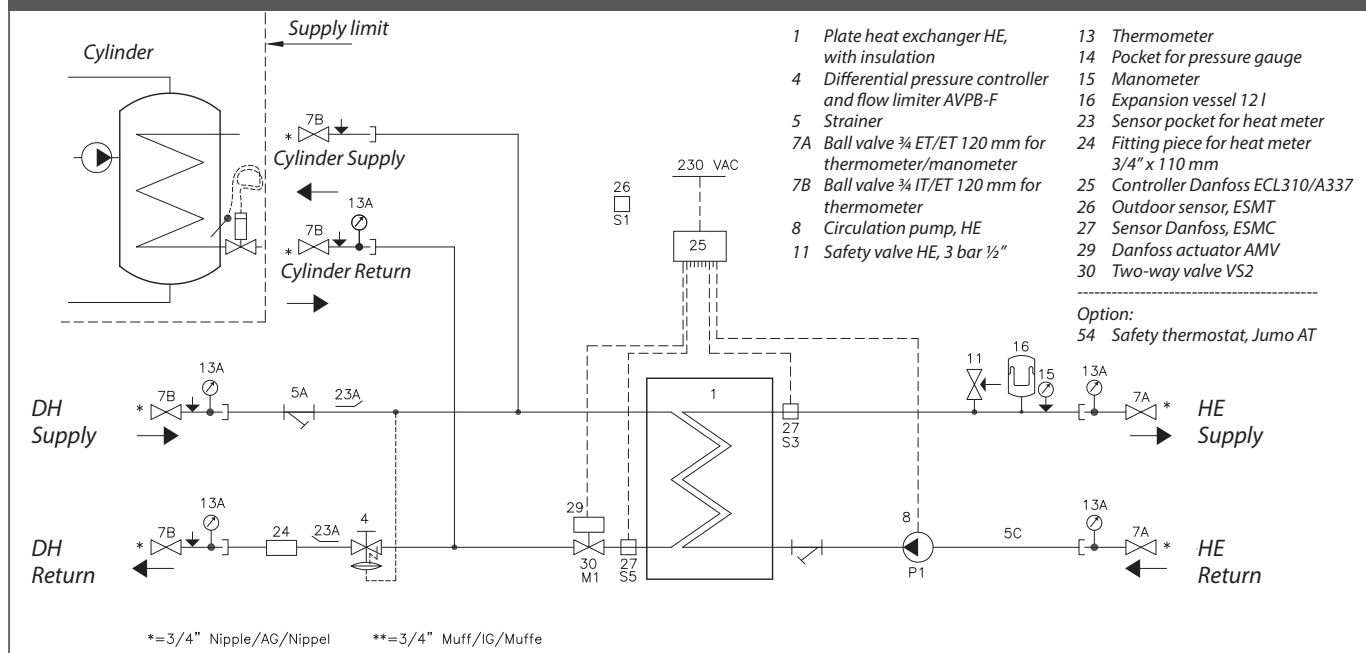 Supply limit
Cylinder
7B
*
Cylinder Supply
13A
7B
*
Cylinder Return
26
S1
230 VAC
25
1 Plate heat exchanger HE,
with insulation
4 Differential pressure controller
and flow limiter AVPB-F
5 Strainer
7A Ball valve ¾ ET/ET 120 mm for
thermometer/manometer
7B Ball valve ¾ IT/ET 120 mm for
thermometer
8 Circulation pump, HE
11 Safety valve HE, 3 bar ½"
13 Thermometer
14 Pocket for pressure gauge
15 Manometer
16 Expansion vessel 12 l
23 Sensor pocket for heat meter
24 Fitting piece for heat meter
3/4" x 110 mm
25 Controller Danfoss ECL310/A337
26 Outdoor sensor, ESMT
27 Sensor Danfoss, ESMC
29 Danfoss actuator AMV
30 Two-way valve VS2
Option:
54 Safety thermostat, Jumo AT
DH
Supply
*
7B
13A
5A
23A
1
27
S3
11
16
15
13A
7A
*
HE
Supply
DH
Return
*
7B
13A
24
23A
4
29
30
M1
27
S5
8
P1
5C
13A
7A
*
HE
Return
*=3/4" Nipple/AG/Nippel **=3/4" Muff/IG/Muffe